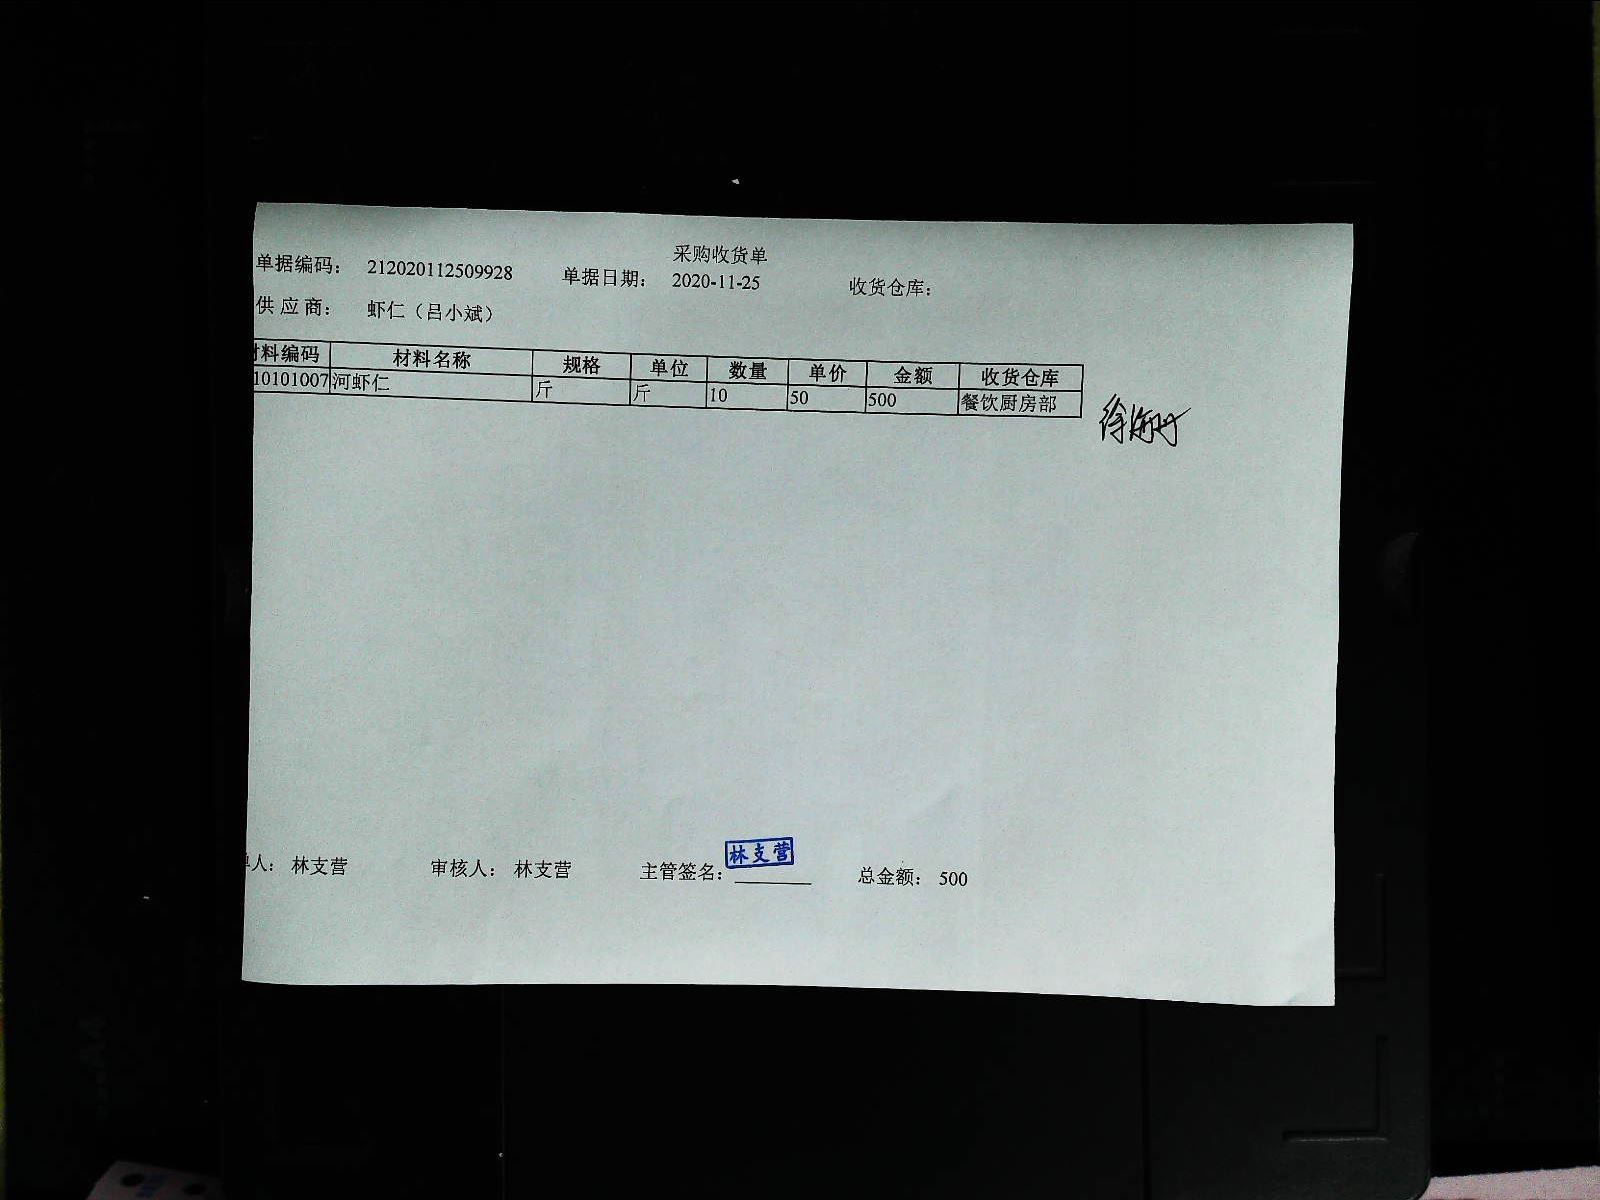 采购收货单
单据编码： 212020112509928 单据日期： 2020-11-25 收货仓库：
供 应 商： 虾仁（吕小斌）
材料编码 材料名称 规格 单位 数量 单价 金额 收货仓库
10101007 河虾仁 斤 斤 10 50 500 餐饮厨房部
单人： 林支营 审核人： 林支营 主管签名： 林支营 总金额： 500